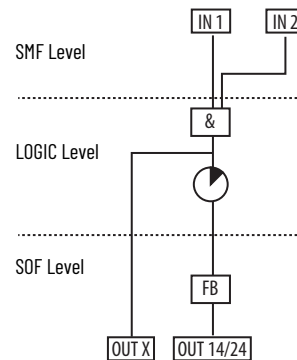 IN 1 IN 2
SMF Level
&
LOGIC Level
SOF Level
FB
OUT X OUT 14/24